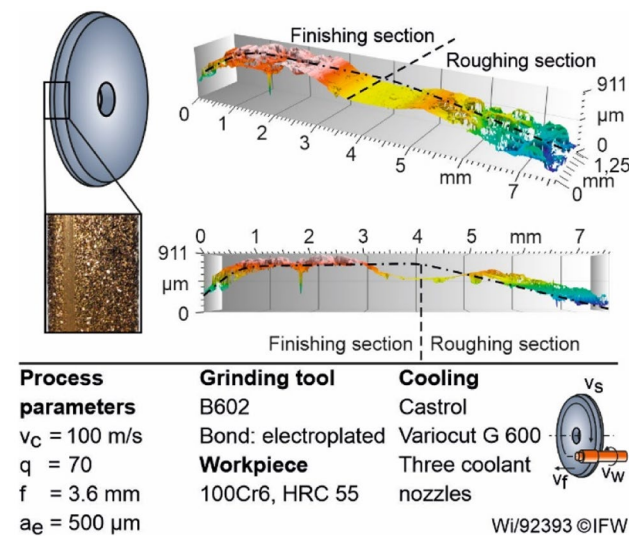 Finishing section
Roughing section
911
µm
0
1,25
mm
0
0 1 2 3 4 5 mm 7
0 1 2 3 4 5 mm 7
911
µm
0
Finishing section Roughing section
Process parameters
vc = 100 m/s
q = 70
f = 3.6 mm
ae = 500 µm
Grinding tool
B602
Bond: electroplated
Workpiece
100Cr6, HRC 55
Cooling
Castrol
Variocut G 600
Three coolant
nozzles
vs
vf
vw
Wi/92393 ©IFW